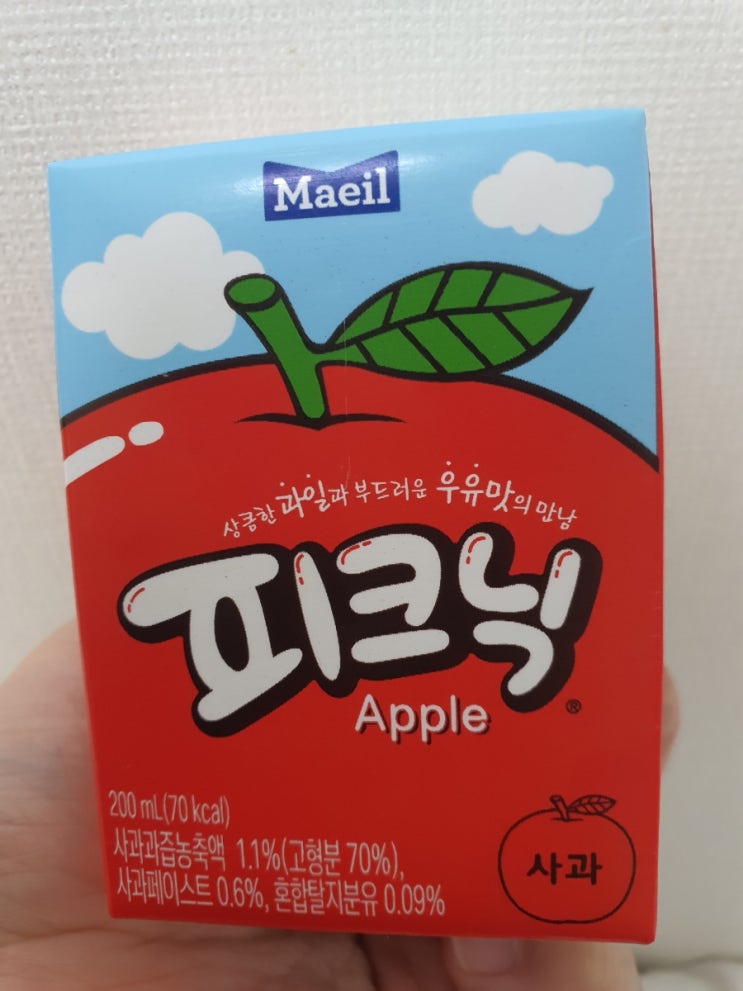 Maeil
상큼한 과일과 부드러운 우유맛의 만남
피크닉
®
Apple
200 mL(70 kcal)
사과과즙농축액 1.1%(고형분 70%),
사과페이스트 0.6%, 혼합탈지분유 0.09%
사과